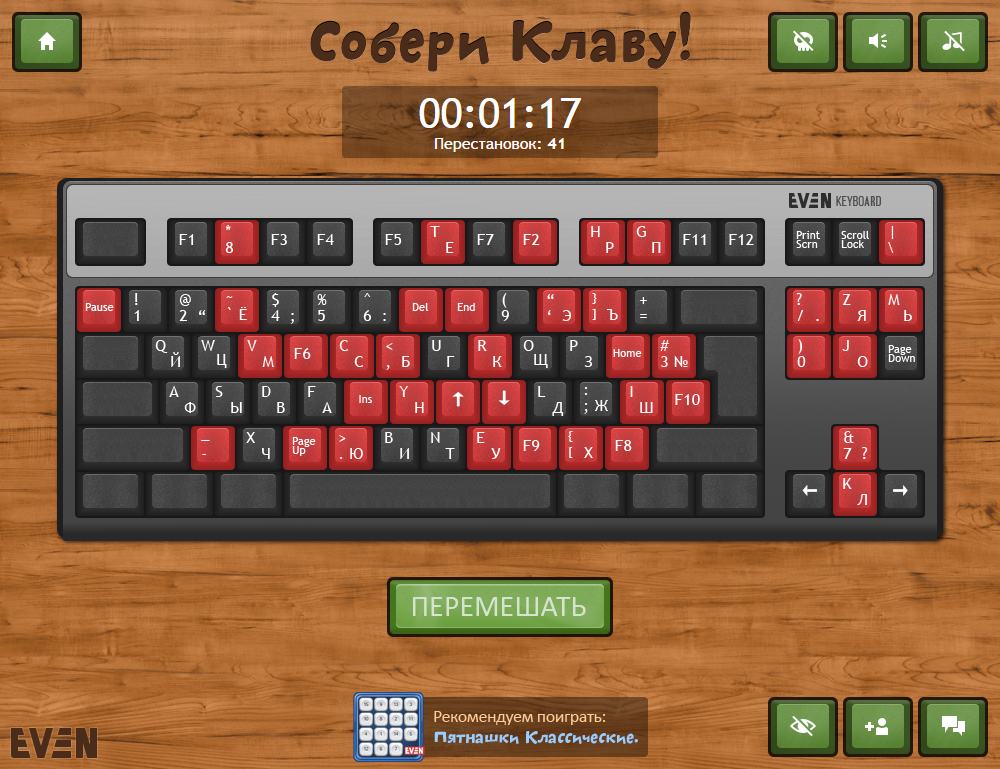 Собери Клаву!
00:01:17
Перестановок: 41
EVEN KEYBOARD
F1 * 8 F3 F4 F5 Т Е F7 F2 Н Р G П F11 F12 Print Scrn Scroll Lock | \
Pause ! 1 @ 2 “ ~ ` Ё $ 4 ; % 5 ^ 6 : Del End ( 9 “ ‘ Э } ] Ъ + = ? / . Z Я M Ь
Q Й W Ц V М F6 C С < , Б U Г R К O Щ P З Home # 3 № ) 0 J О Page Down
A Ф S Ы D В F А Ins Y Н ↑ ↓ L Д : ; Ж I Ш F10
_ - X Ч Page Up > . Ю B И N Т E У F9 { [ Х F8 & 7 ?
← K Л →
ПЕРЕМЕШАТЬ
Рекомендуем поиграть:
Пятнашки Классические.
EVEN
EVEN